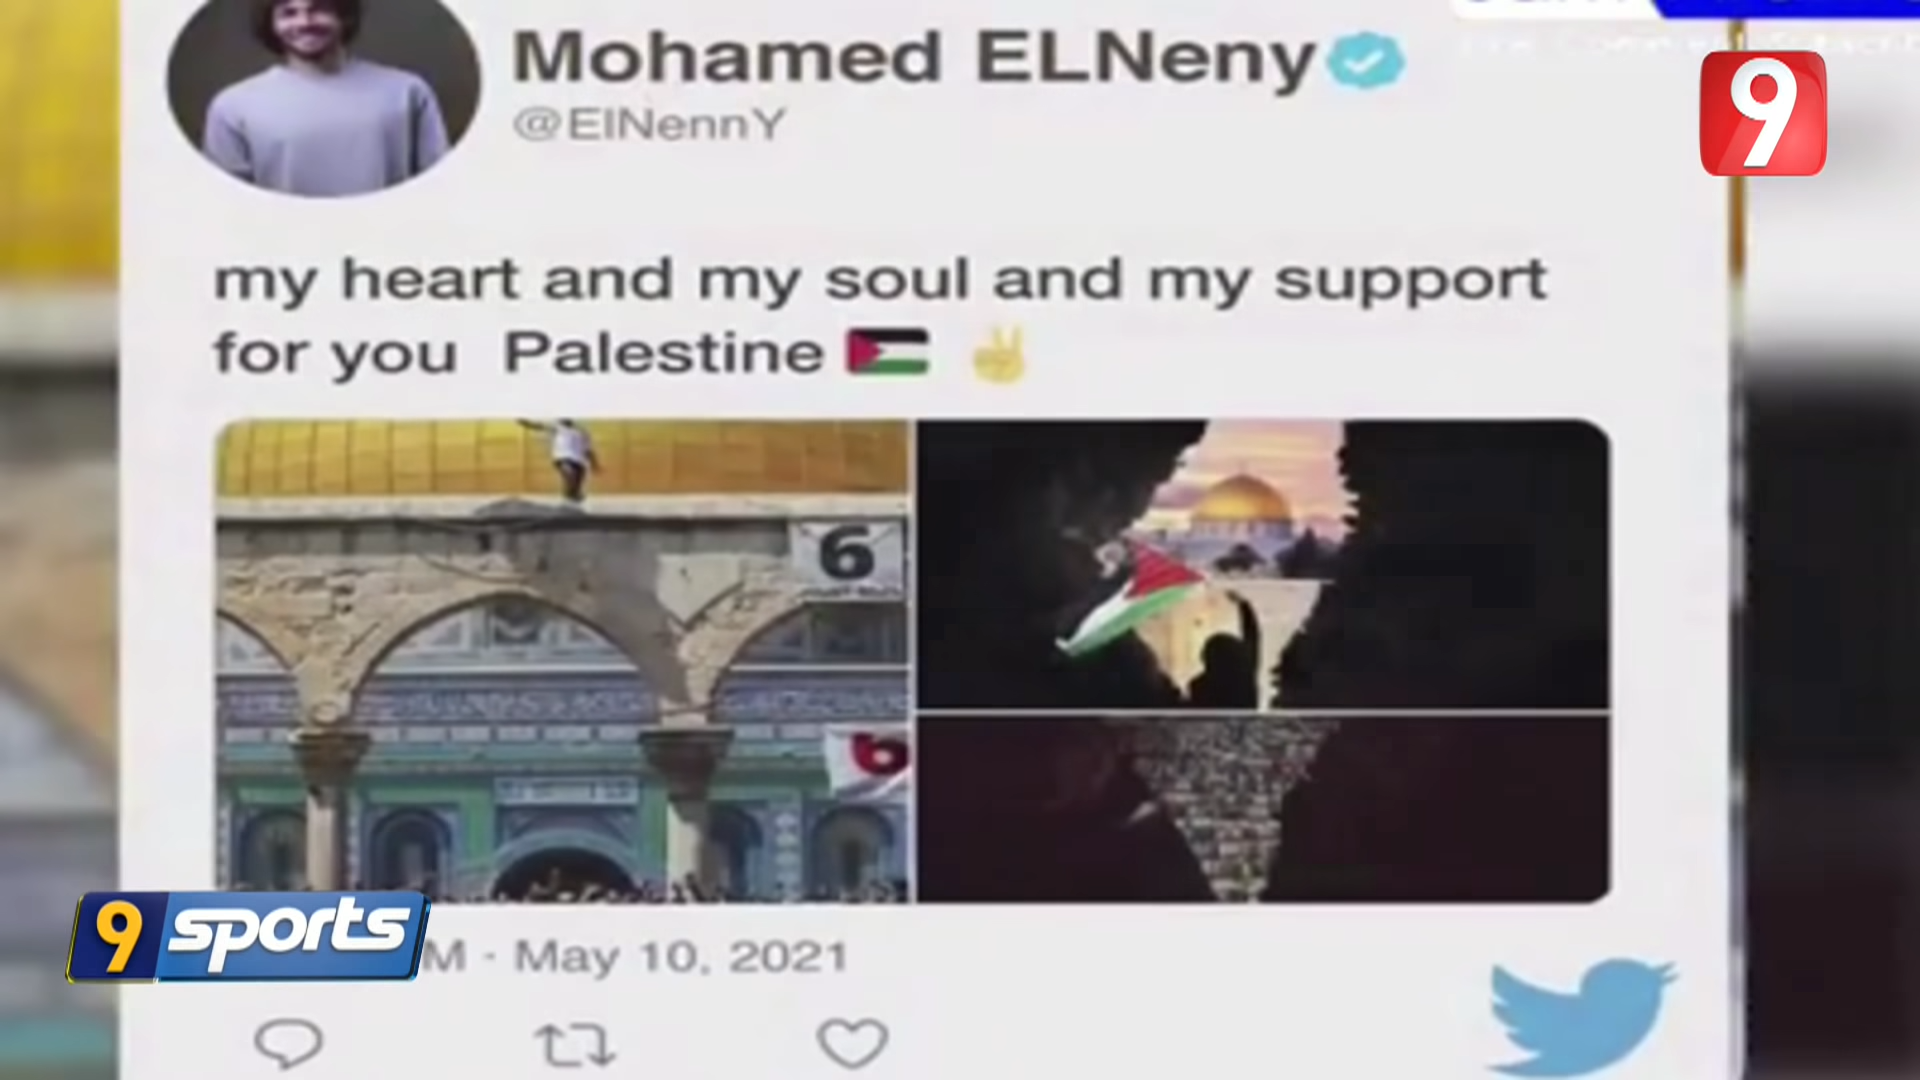 Mohamed ELNeny
@ElNennY
9
my heart and my soul and my support
for you Palestine 🇵🇸 ✌
6
6
9 sports
M · May 10, 2021